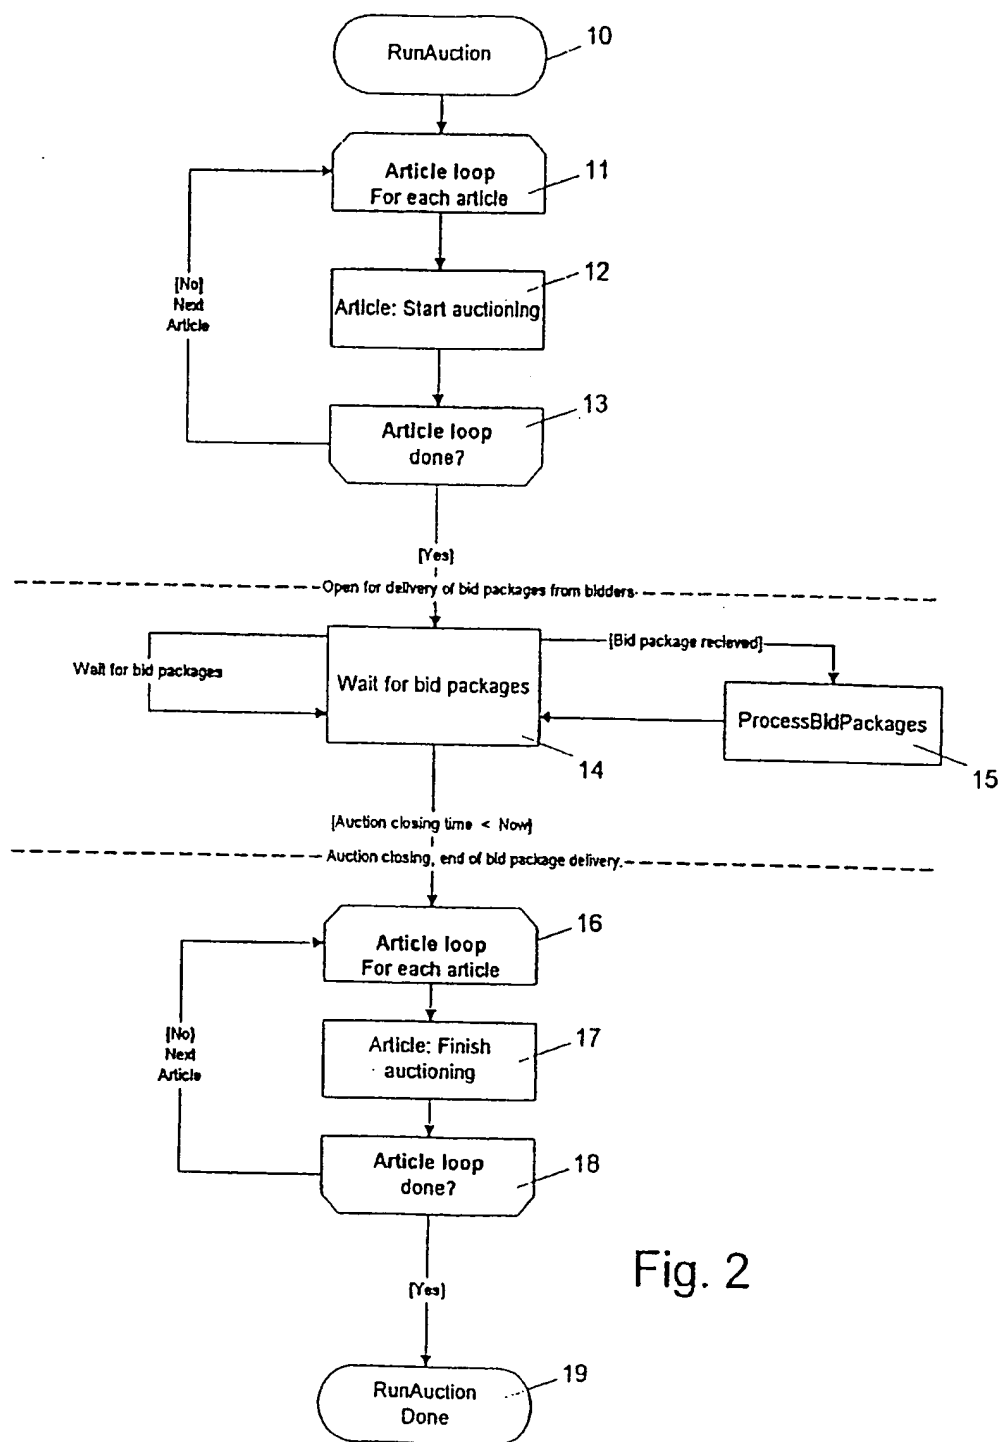 RunAuction
10
Article loop
For each article
11
[No]
Next
Article
12
Article: Start auctioning
13
Article loop
done?
[Yes]
Open for delivery of bid packages from bidders
Wait for bid packages
Wait for bid packages
14
[Bid package recieved]
ProcessBidPackages
15
[Auction closing time < Now]
Auction closing, end of bid package delivery.
16
Article loop
For each article
[No]
Next
Article
17
Article: Finish
auctioning
18
Article loop
done?
[Yes]
Fig. 2
19
RunAuction
Done